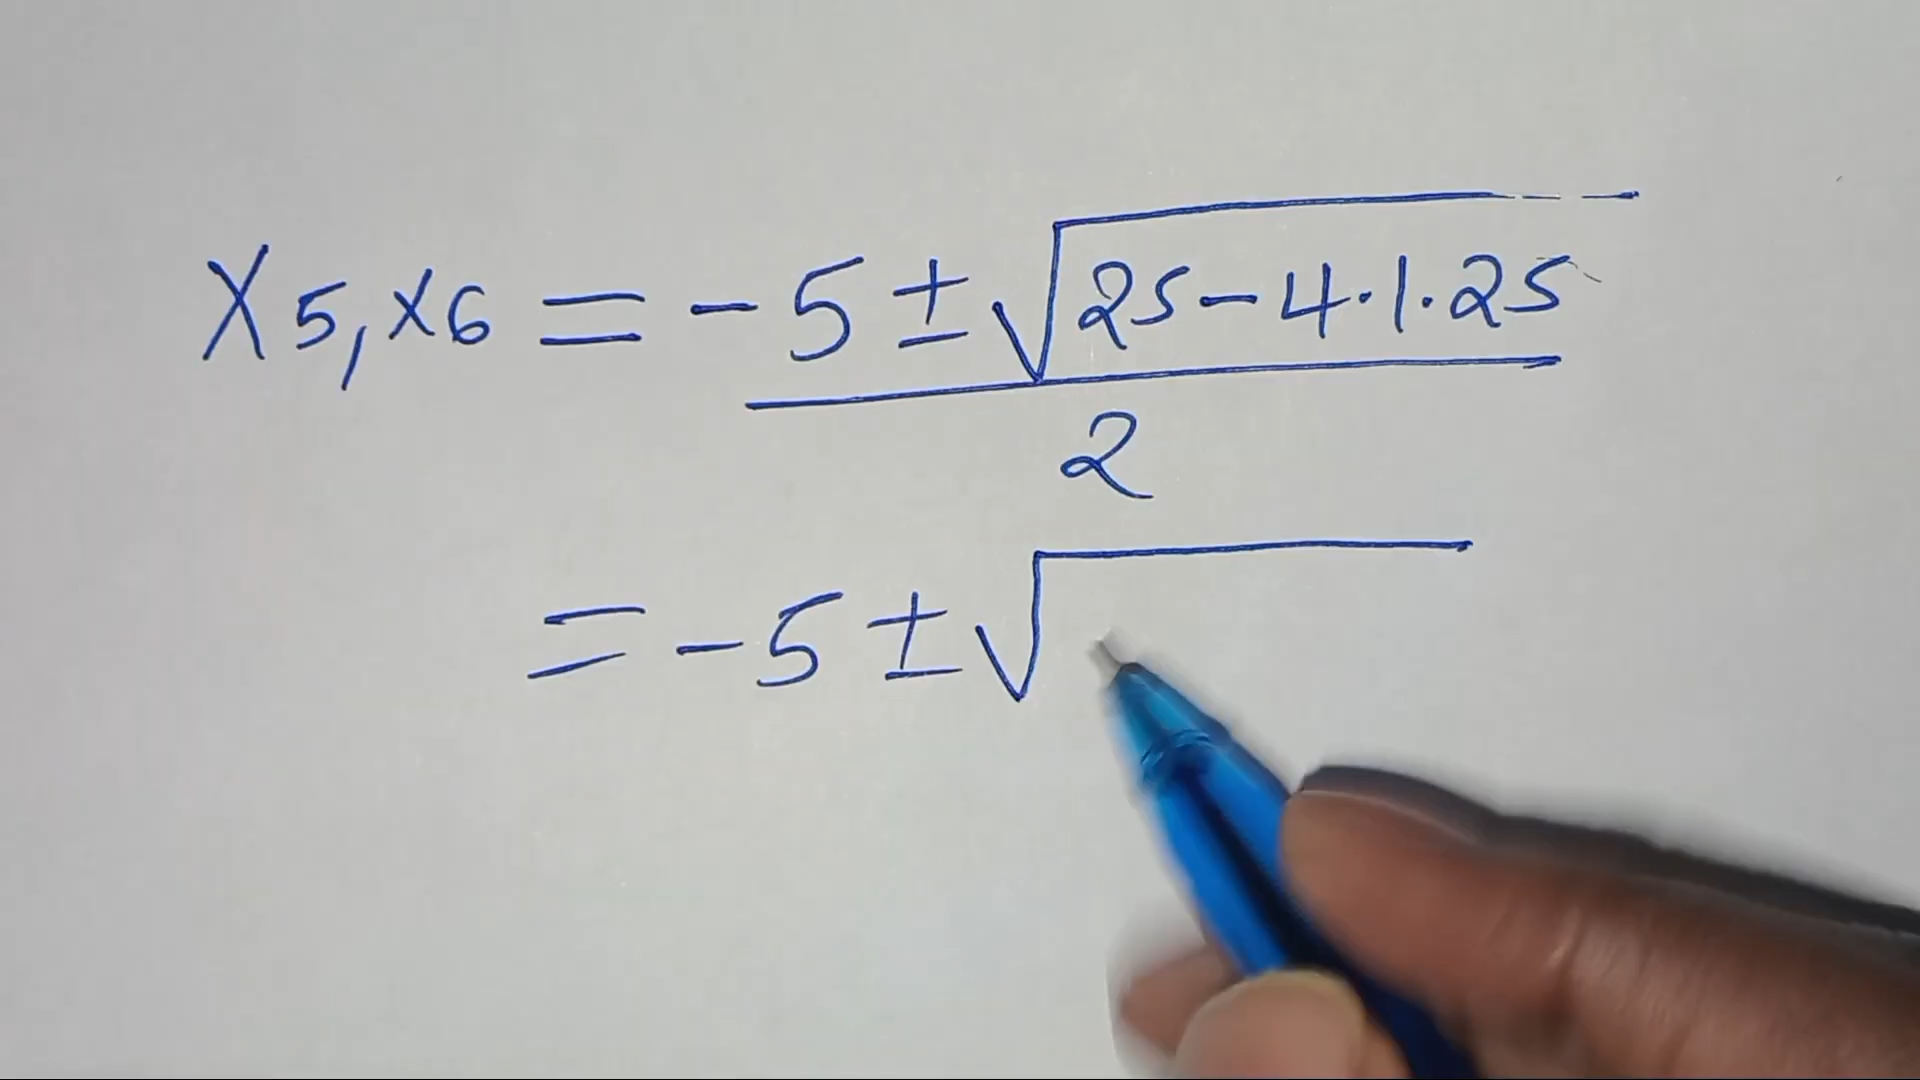 X5,x6 = -5±√25-4·1·25
2
= -5±√